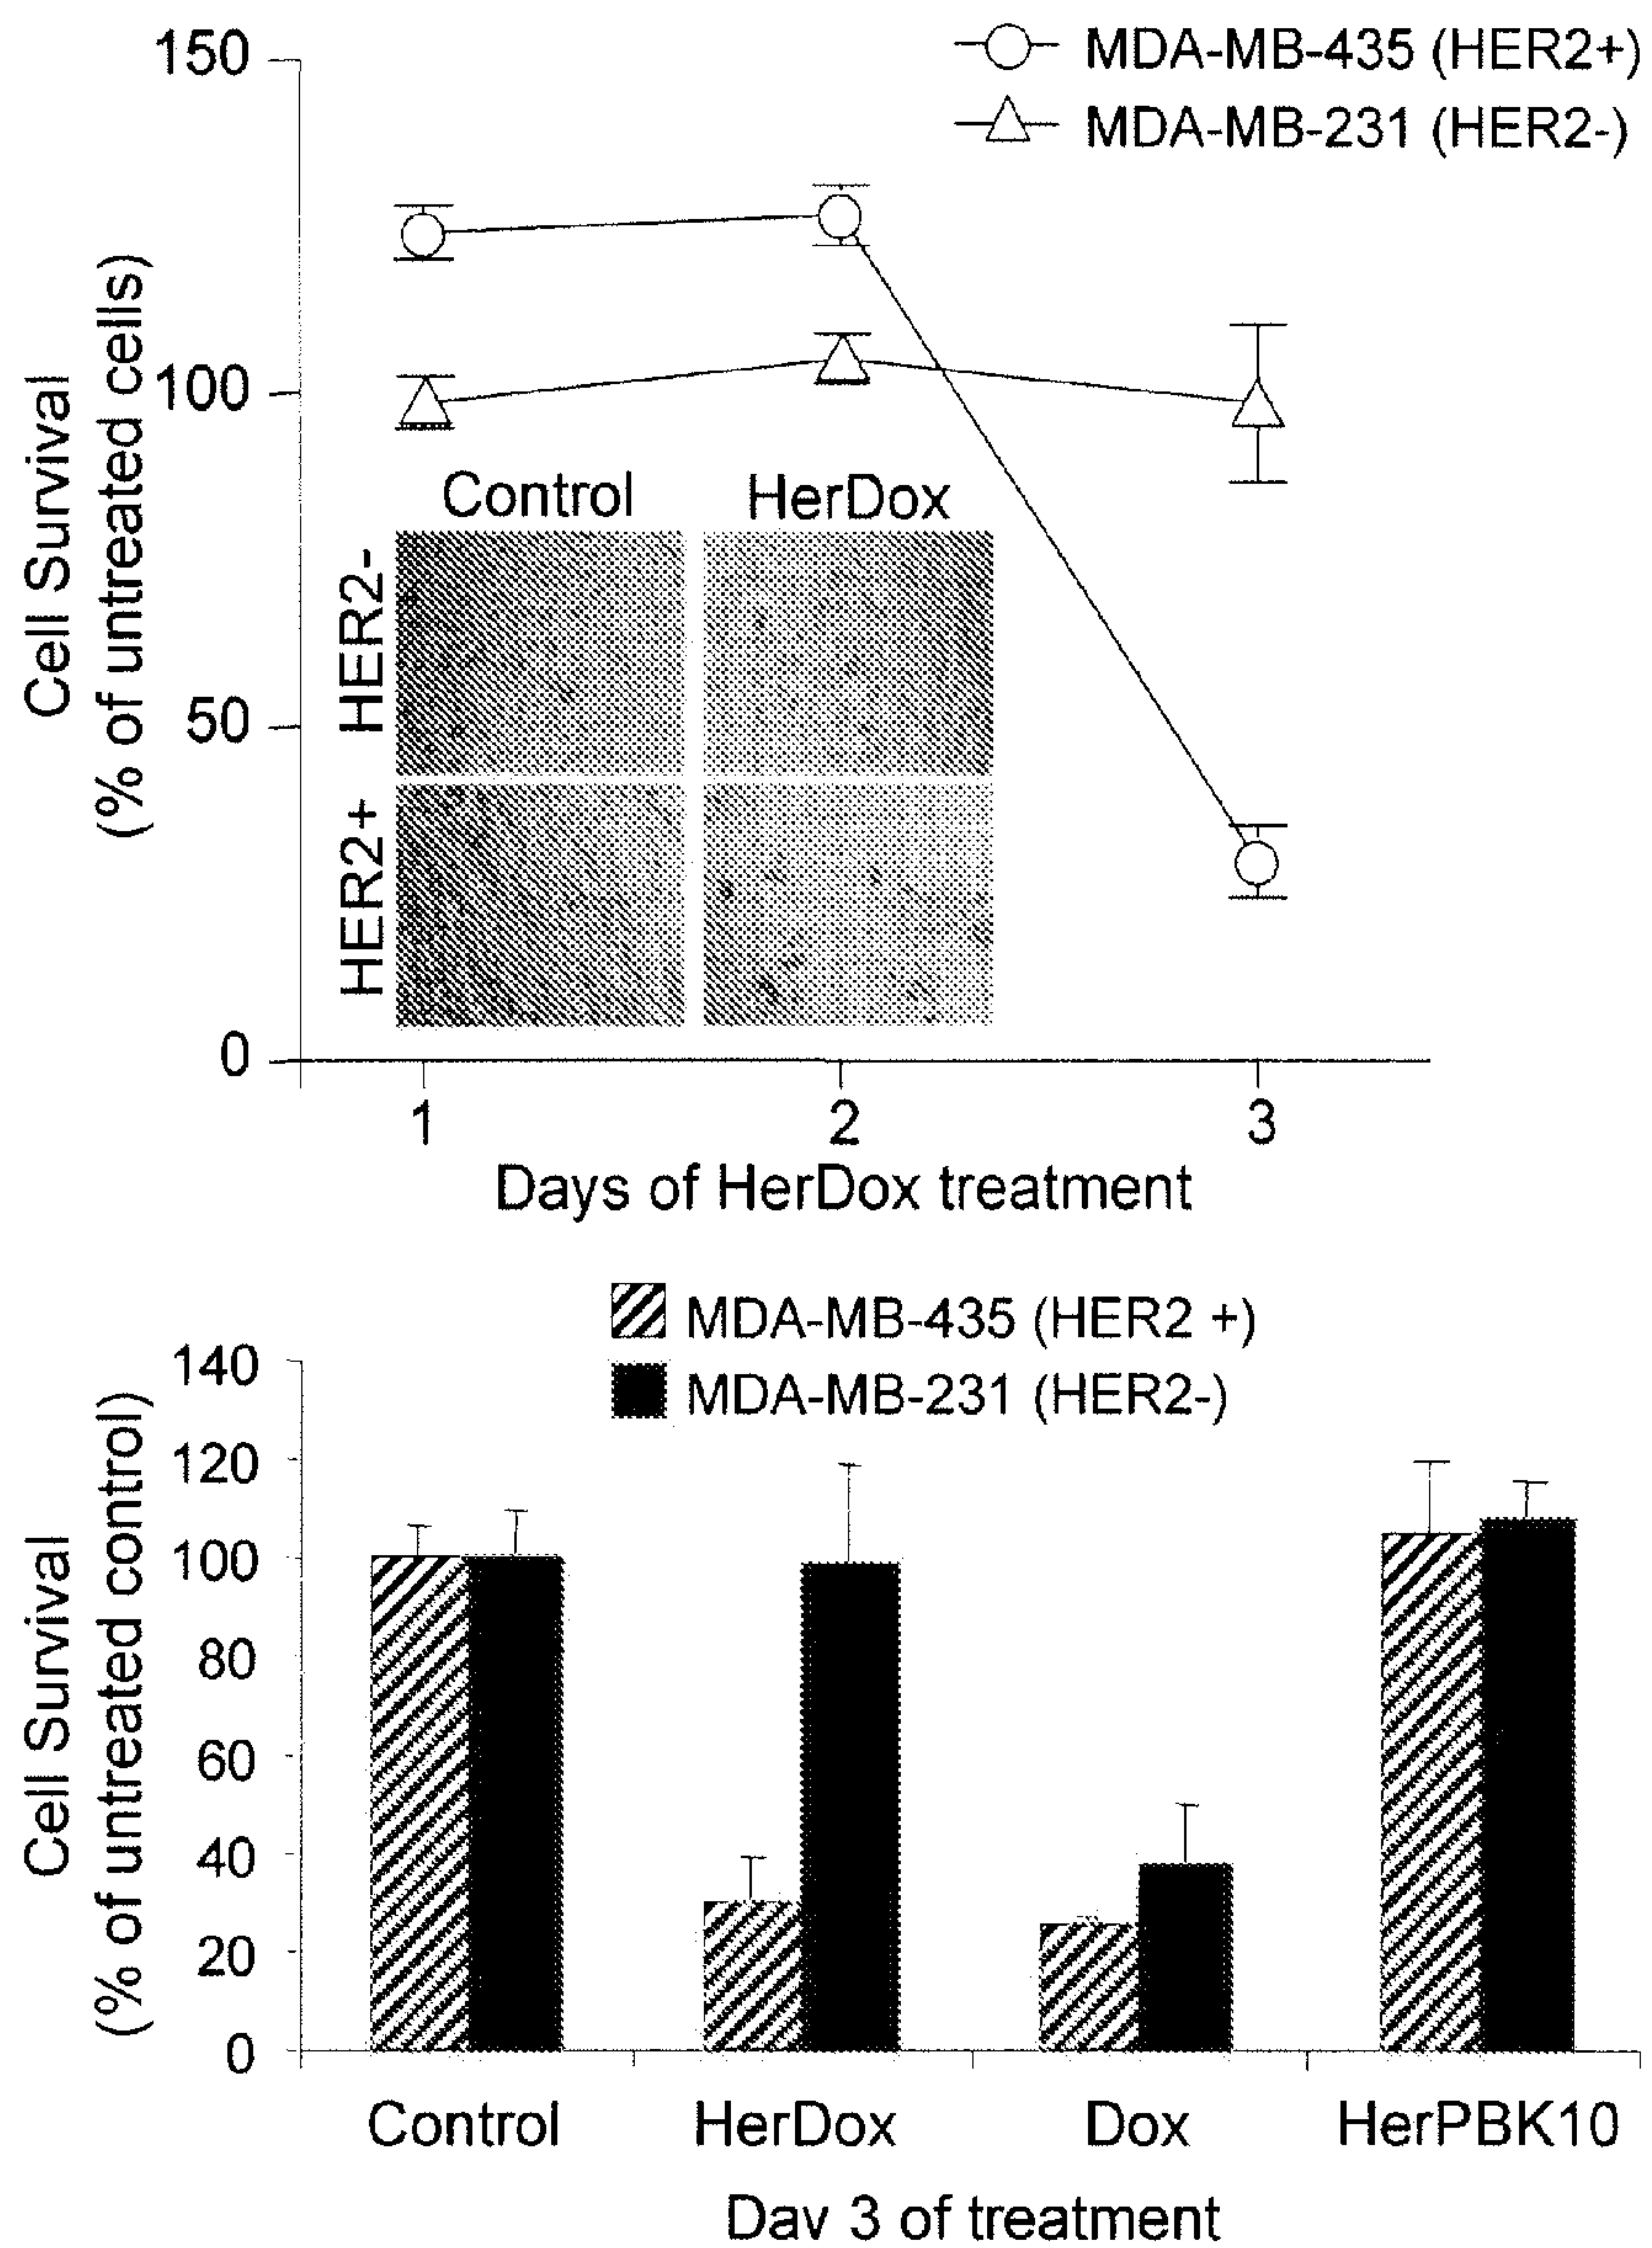 MDA-MB-435 (HER2+)
MDA-MB-231 (HER2-)
Cell Survival
(% of untreated cells)
150
100
50
0
Control HerDox
HER2-
HER2+
1 2 3
Days of HerDox treatment
MDA-MB-435 (HER2 +)
MDA-MB-231 (HER2-)
Cell Survival
(% of untreated control)
140
120
100
80
60
40
20
0
Control HerDox Dox HerPBK10
Dav 3 of treatment